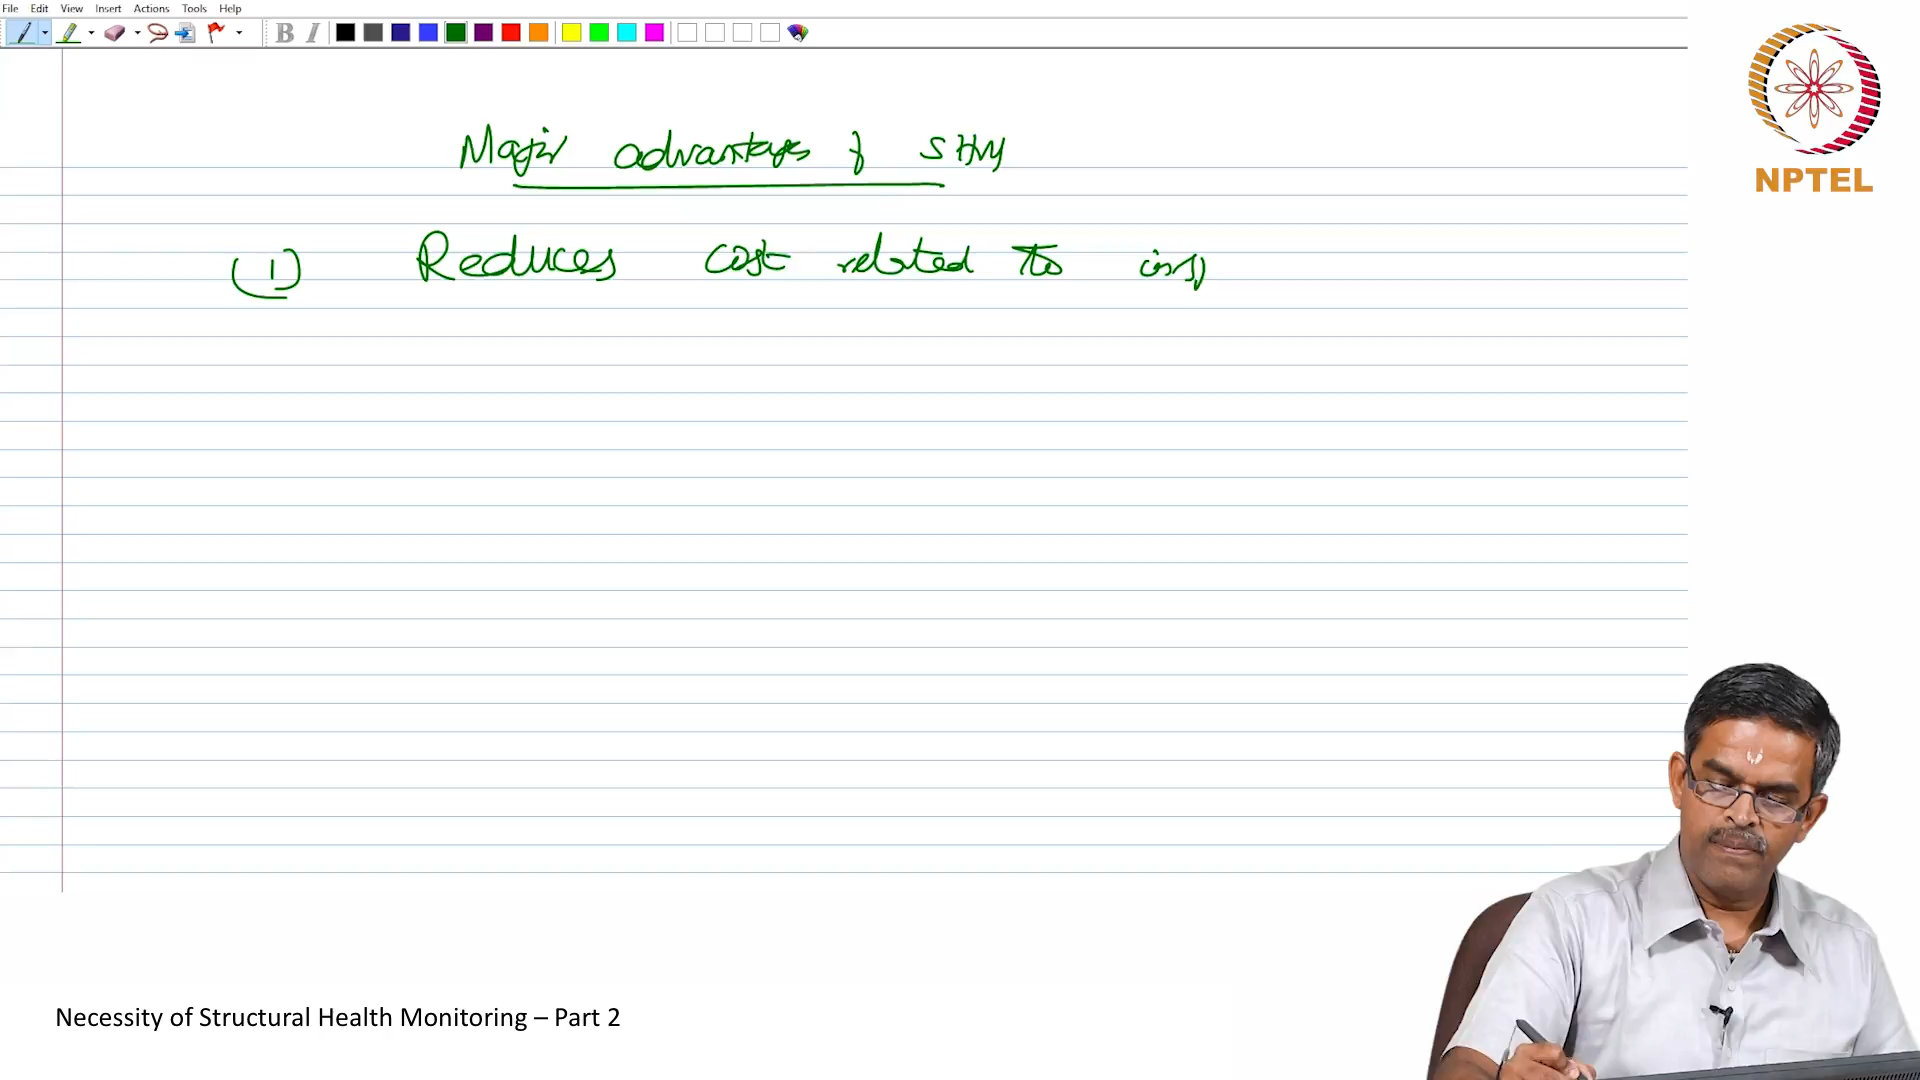 File Edit View Insert Actions Tools Help
B I
NPTEL
Major advantages of SHM
(1) Reduces cost related to insp
Necessity of Structural Health Monitoring – Part 2